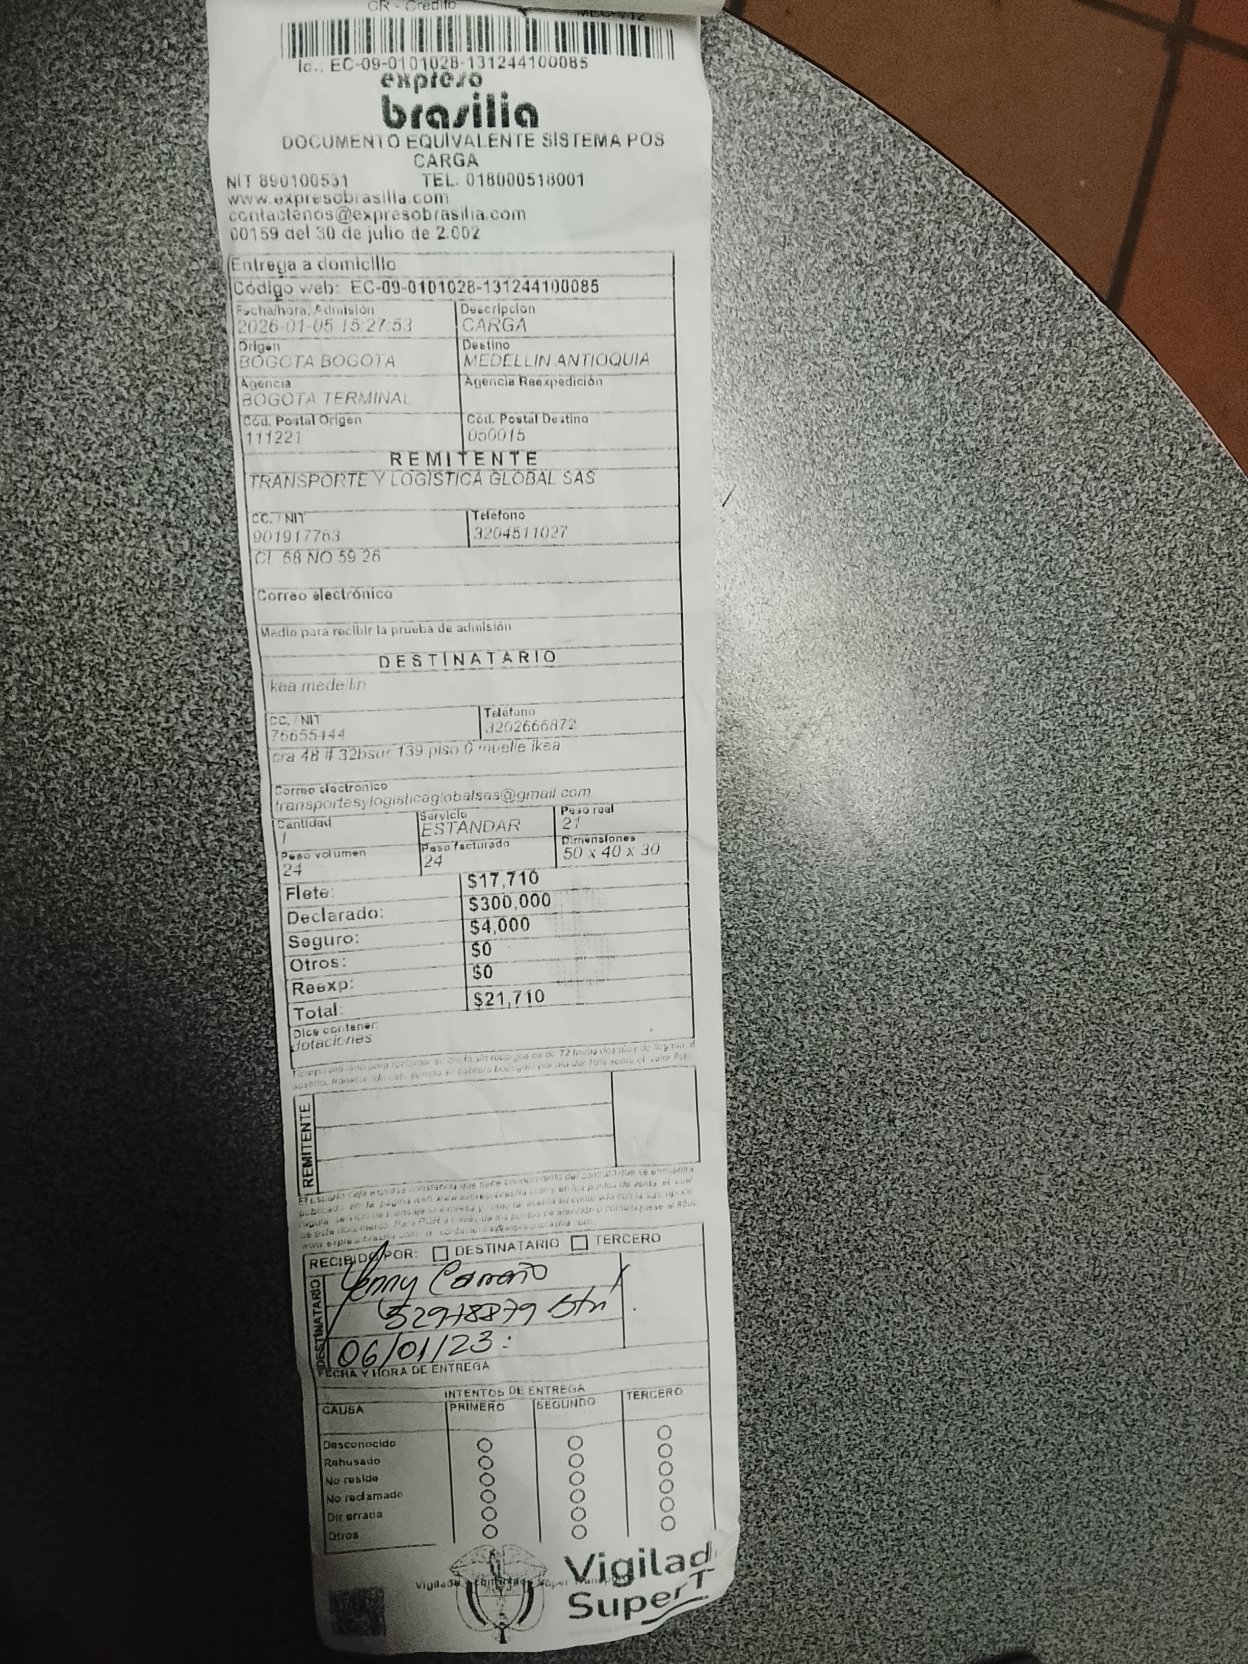 CR - Credito
Ic.: EC-09-0101028-131244100085
expreso
brasilia
DOCUMENTO EQUIVALENTE SISTEMA POS
CARGA
NIT 890100531 TEL. 018000518001
www.expresobrasilia.com
contactenos@expresobrasilia.com
00159 del 30 de julio de 2.002
Entrega a domicilio
Código web: EC-09-0101028-131244100085
Fecha/hora, Admisión Descripción
2026-01-05 15:27:53 CARGA
Origen Destino
BOGOTA BOGOTA MEDELLIN ANTIOQUIA
Agencia Agencia Reexpedición
BOGOTA TERMINAL
Cód. Postal Origen Cód. Postal Destino
111221 050015
REMITENTE
TRANSPORTE Y LOGISTICA GLOBAL SAS
CC. / NIT Teléfono
901917763 3204511027
CL 68 NO 59 26
Correo electrónico
Medio para recibir la prueba de admisión
DESTINATARIO
kea medellin
CC. / NIT Teléfono
76655444 3202666872
cra 48 # 32bsur 139 piso 0 muelle ikea
Correo electronico
transportesylogisticaglobalsas@gmail.com
Cantidad Servicio Peso real
1 ESTANDAR 21
Peso volumen Peso facturado Dimensiones
24 24 50 x 40 x 30
Flete: $17,710
Declarado: $300,000
Seguro: $4,000
Otros: $0
Reexp: $0
Total: $21,710
Dice contener:
dotaciones
REMITENTE
RECIBIDO POR: DESTINATARIO TERCERO
DESTINATARIO
Yenny Carreño
52978879 Btn
06/01/23:
FECHA Y HORA DE ENTREGA
INTENTOS DE ENTREGA
CAUSA PRIMERO SEGUNDO TERCERO
Desconocido
Rehusado
No reside
No reclamado
Dir errada
Otros
Vigilad
SuperT